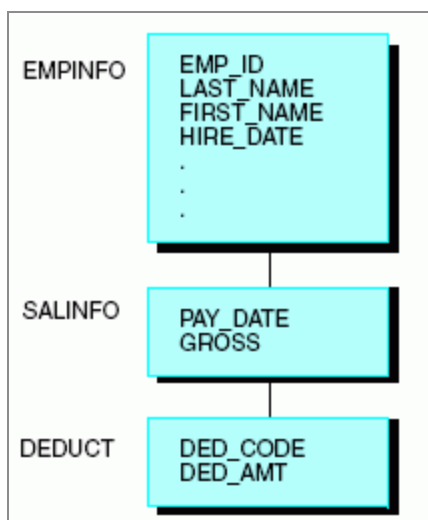 EMPINFO
EMP_ID
LAST_NAME
FIRST_NAME
HIRE_DATE
.
.
.
SALINFO
PAY_DATE
GROSS
DEDUCT
DED_CODE
DED_AMT